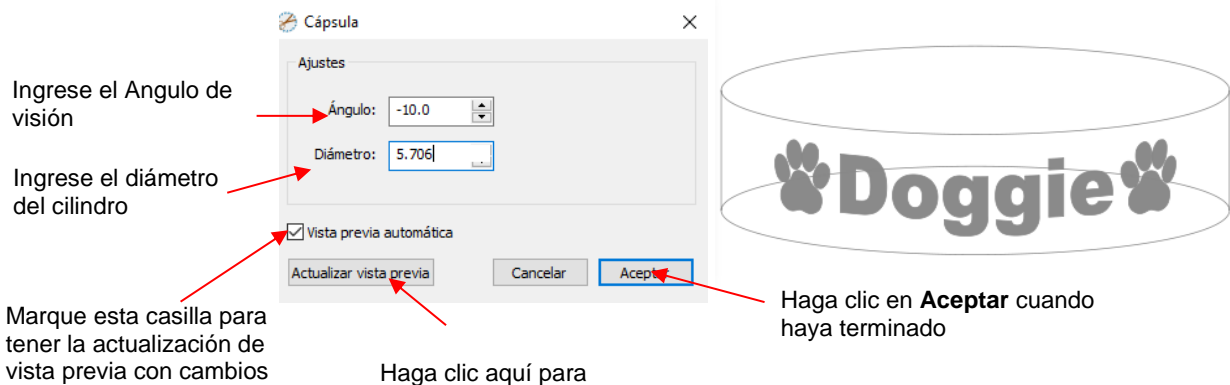 Cápsula
Ajustes
Ingrese el Angulo de
visión
Ángulo: -10.0
Diámetro: 5.706
Ingrese el diámetro
del cilindro
Vista previa automática
Actualizar vista previa Cancelar Aceptar
Doggie
Marque esta casilla para
tener la actualización de
vista previa con cambios
Haga clic aquí para
Haga clic en Aceptar cuando
haya terminado